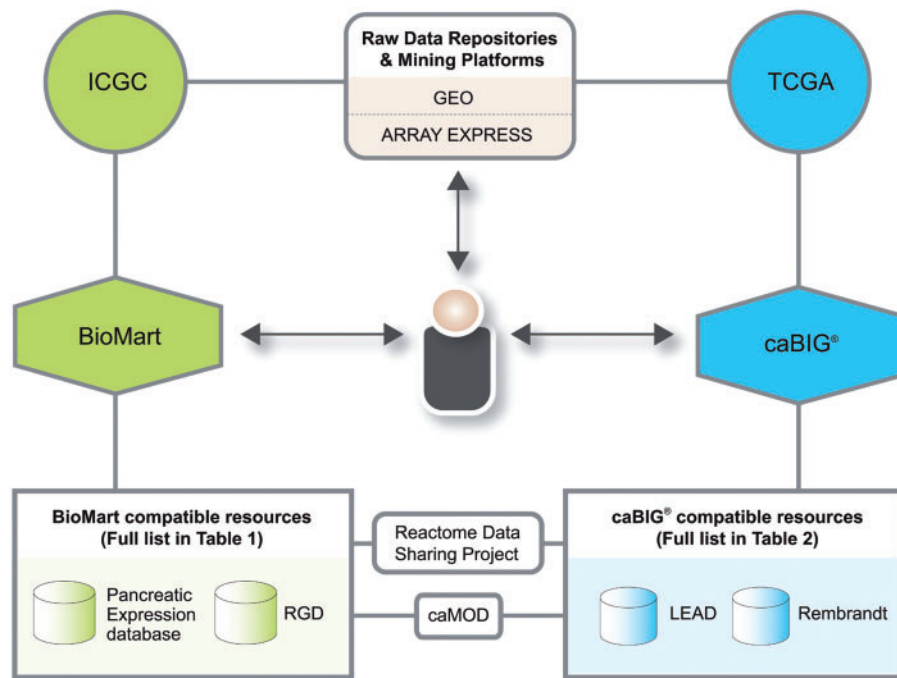 ICGC
Raw Data Repositories
& Mining Platforms
GEO
ARRAY EXPRESS
TCGA
BioMart
caBIG®
BioMart compatible resources
(Full list in Table 1)
Pancreatic
Expression
database
RGD
Reactome Data
Sharing Project
caMOD
caBIG® compatible resources
(Full list in Table 2)
LEAD
Rembrandt